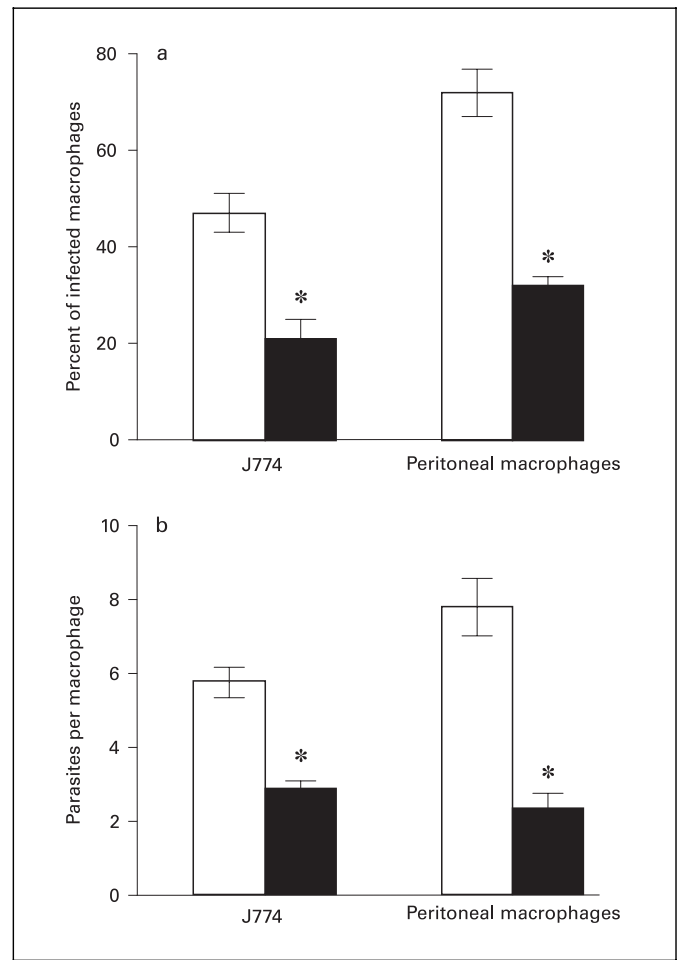 a
Percent of infected macrophages
80
60
40
20
0
*
*
J774
Peritoneal macrophages
b
Parasites per macrophage
10
8
6
4
2
0
*
*
J774
Peritoneal macrophages